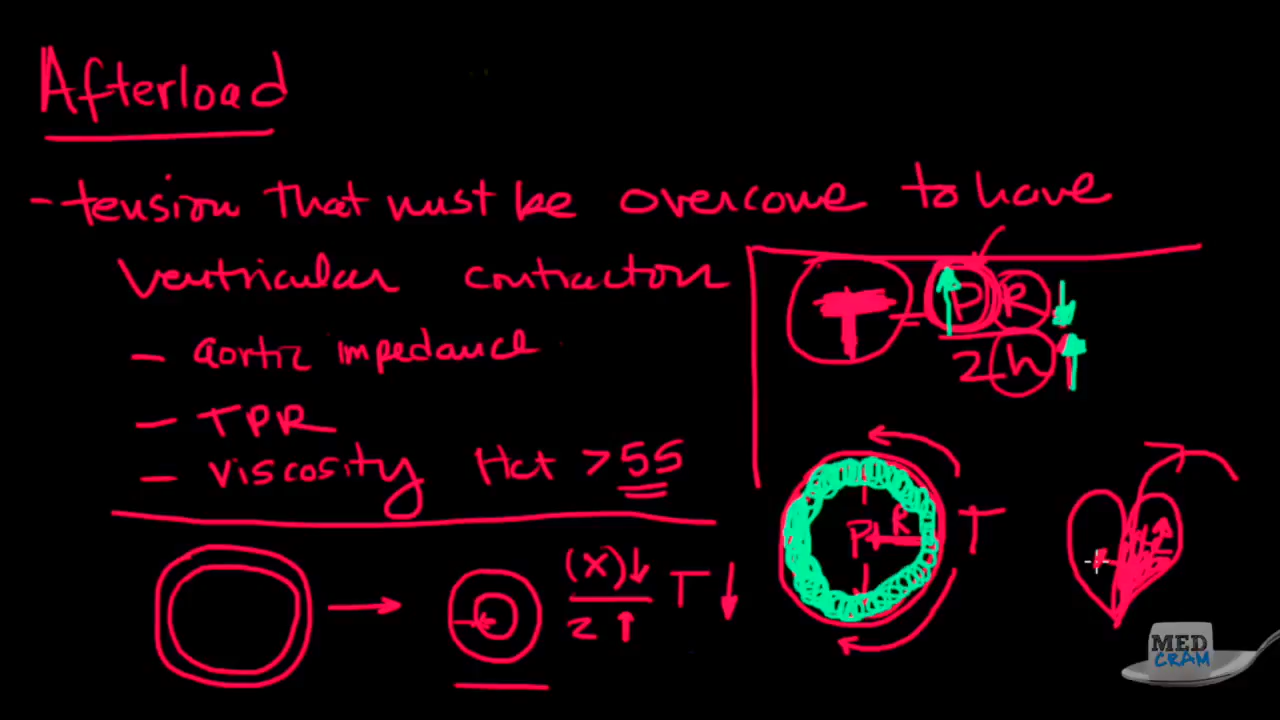 Afterload
- tension that must be overcome to have
ventricular contraction
- aortic impedance
- TPR
- viscosity Hct > 55
T = PR
2h
P R T
(x)↓ T ↓
2 ↑
MED
CRAM